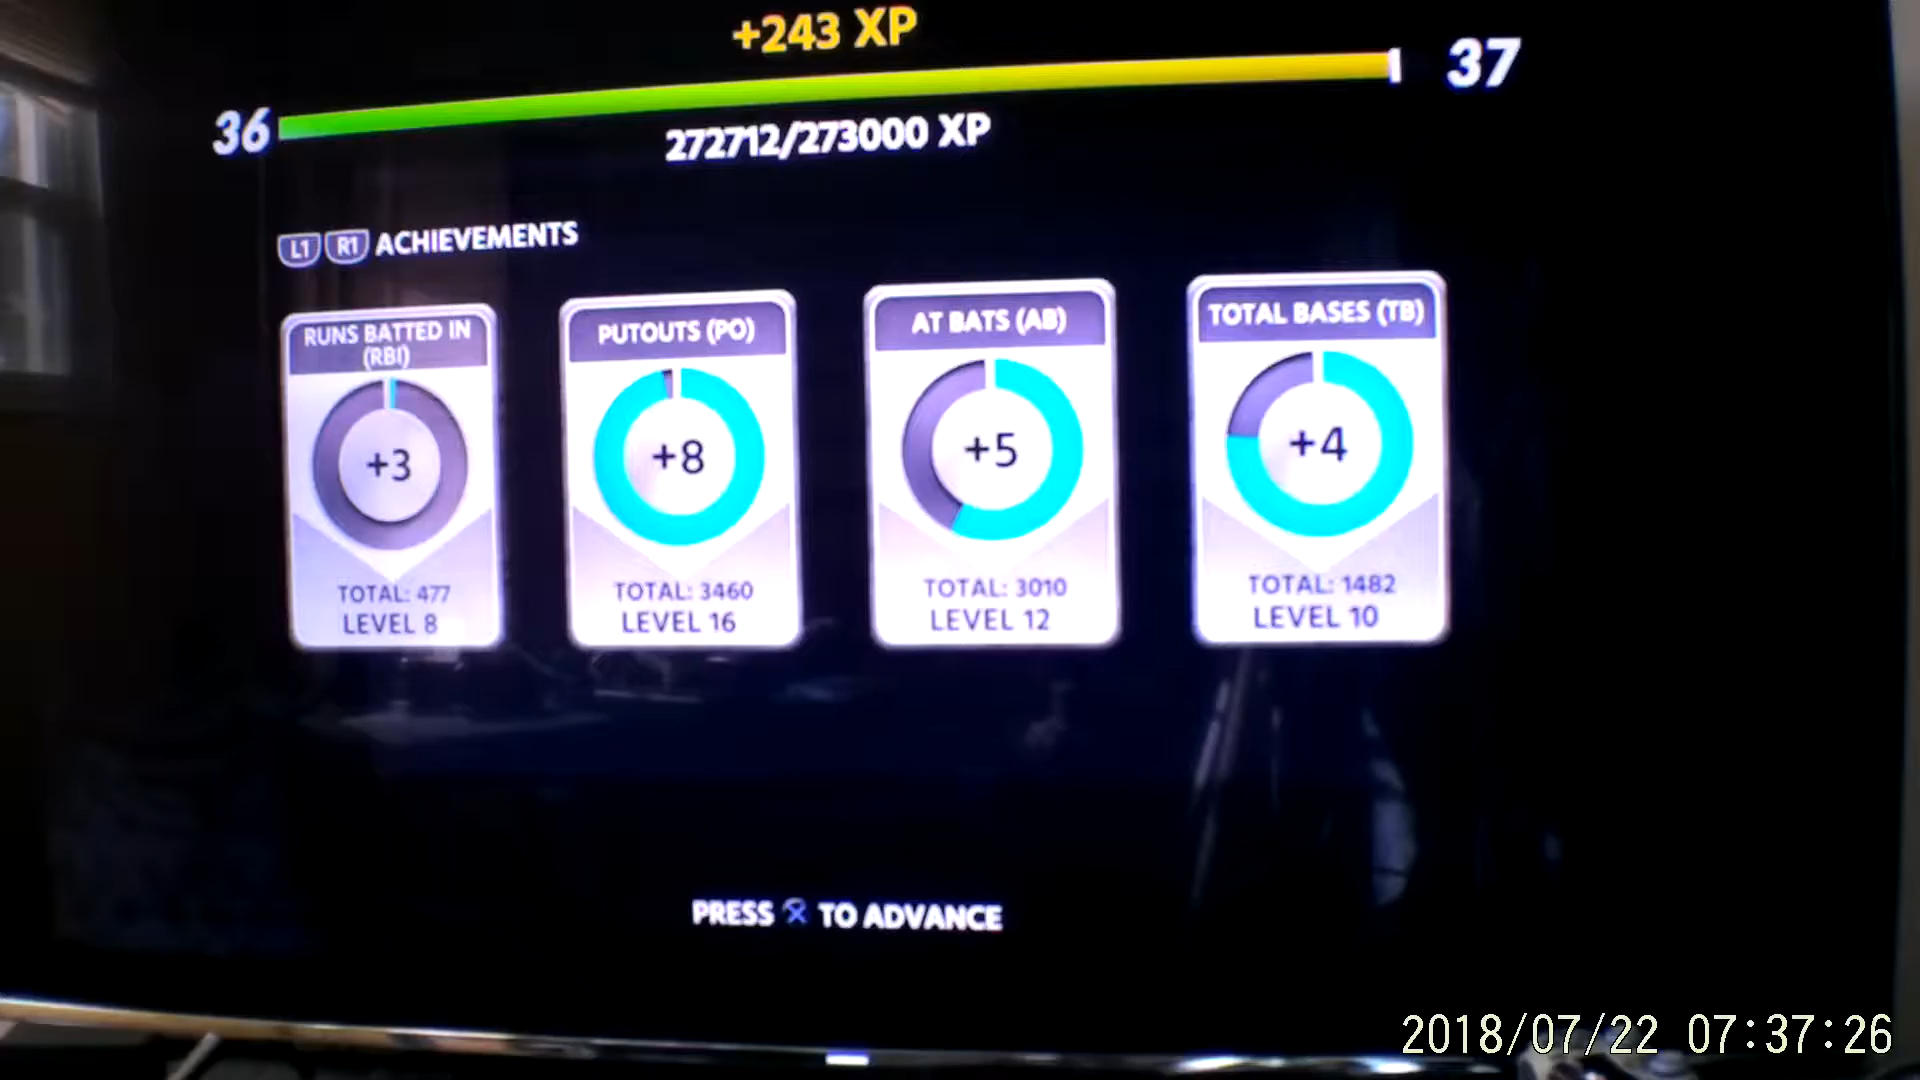 +243 XP
36
37
272712/273000 XP
L1 R1 ACHIEVEMENTS
RUNS BATTED IN
(RBI)
+3
TOTAL: 477
LEVEL 8
PUTOUTS (PO)
+8
TOTAL: 3460
LEVEL 16
AT BATS (AB)
+5
TOTAL: 3010
LEVEL 12
TOTAL BASES (TB)
+4
TOTAL: 1482
LEVEL 10
PRESS X TO ADVANCE
2018/07/22 07:37:26